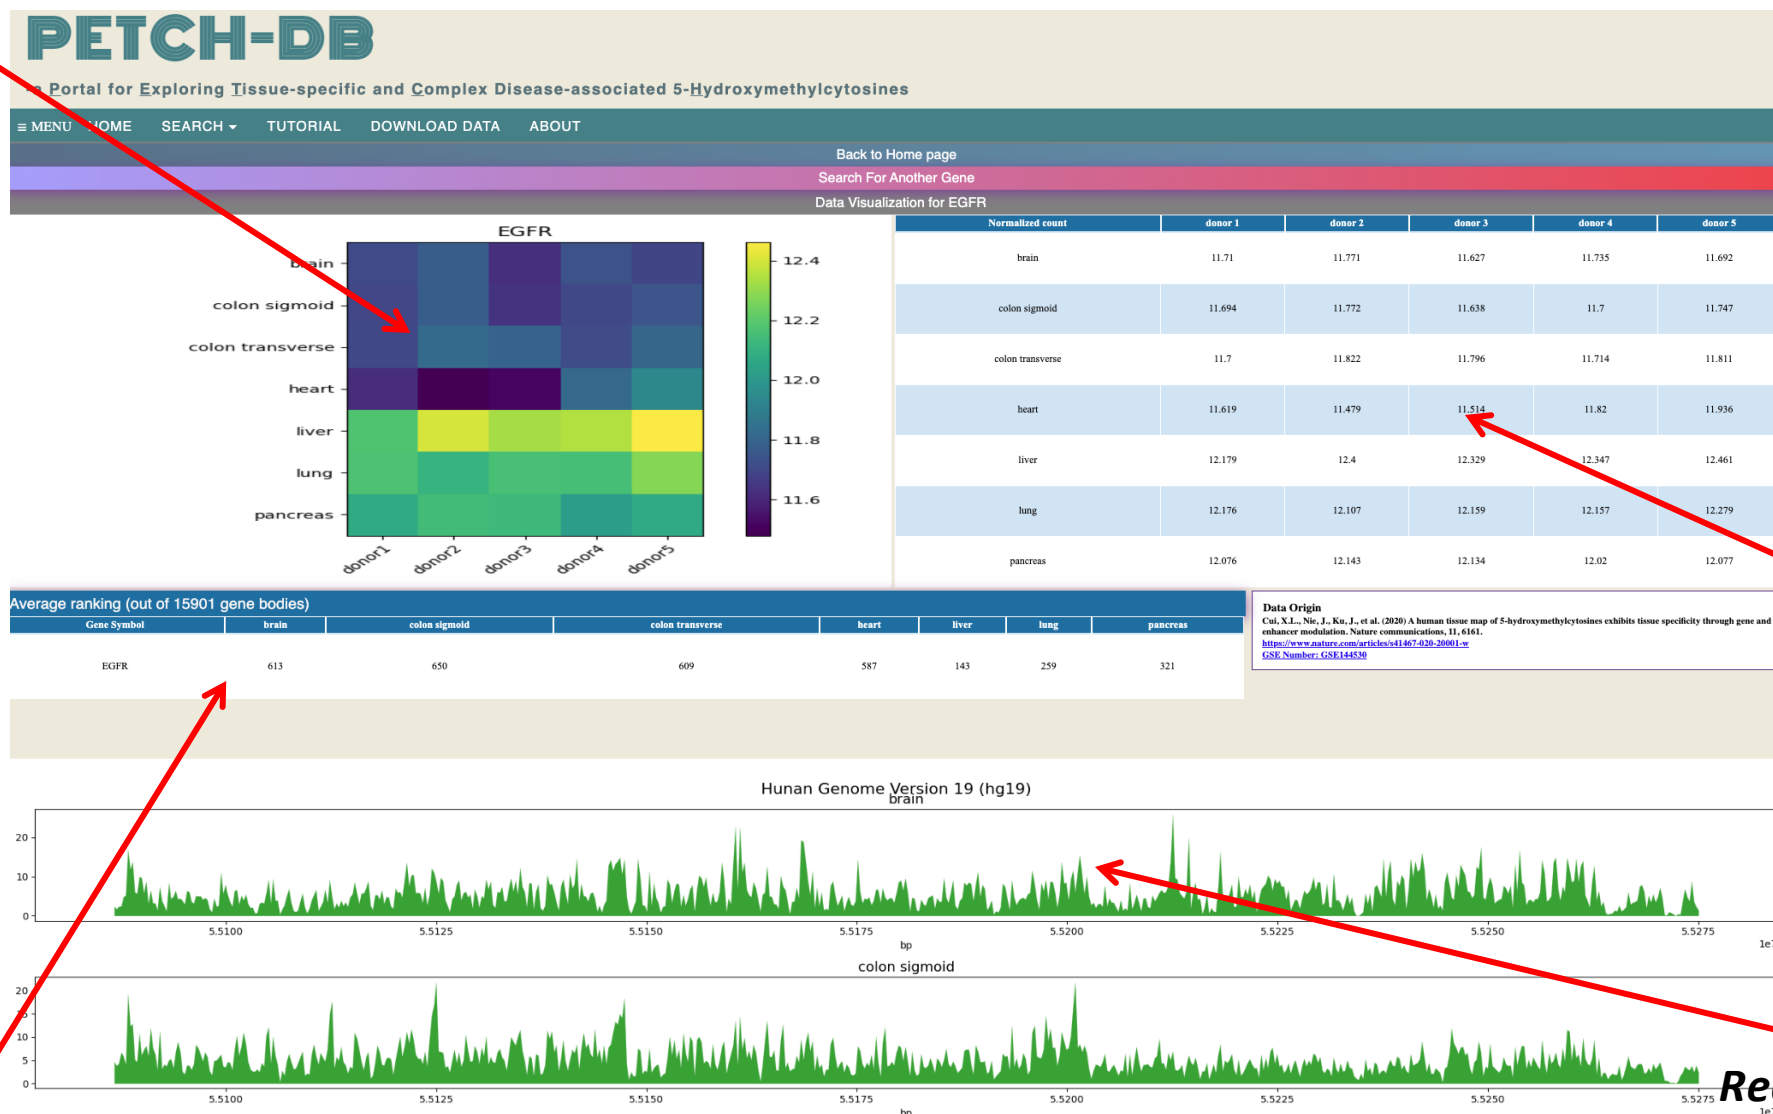 PETCH-DB
a Portal for Exploring Tissue-specific and Complex Disease-associated 5-Hydroxymethylcytosines
≡ MENU HOME SEARCH TUTORIAL DOWNLOAD DATA ABOUT
Back to Home page
Search For Another Gene
Data Visualization for EGFR
EGFR
brain
colon sigmoid
colon transverse
heart
liver
lung
pancreas
donor1 donor2 donor3 donor4 donor5
12.4
12.2
12.0
11.8
11.6
Normalized count donor 1 donor 2 donor 3 donor 4 donor 5
brain 11.71 11.771 11.627 11.735 11.692
colon sigmoid 11.694 11.772 11.638 11.7 11.747
colon transverse 11.7 11.822 11.796 11.714 11.811
heart 11.619 11.479 11.514 11.82 11.936
liver 12.179 12.4 12.329 12.347 12.461
lung 12.176 12.107 12.159 12.157 12.279
pancreas 12.076 12.143 12.134 12.02 12.077
Average ranking (out of 15901 gene bodies)
Gene Symbol brain colon sigmoid colon transverse heart liver lung pancreas
EGFR 613 650 609 587 143 259 321
Data Origin
Cui, X.L., Nie, J., Ku, J., et al. (2020) A human tissue map of 5-hydroxymethylcytosines exhibits tissue specificity through gene and
enhancer modulation. Nature communications, 11, 6161.
https://www.nature.com/articles/s41467-020-20001-w
GSE Number: GSE144530
Hunan Genome Version 19 (hg19)
brain
20
10
0
5.5100 5.5125 5.5150 5.5175 5.5200 5.5225 5.5250 5.5275
bp 1e7
colon sigmoid
20
15
10
5
0
5.5100 5.5125 5.5150 5.5175 5.5200 5.5225 5.5250 5.5275
bp